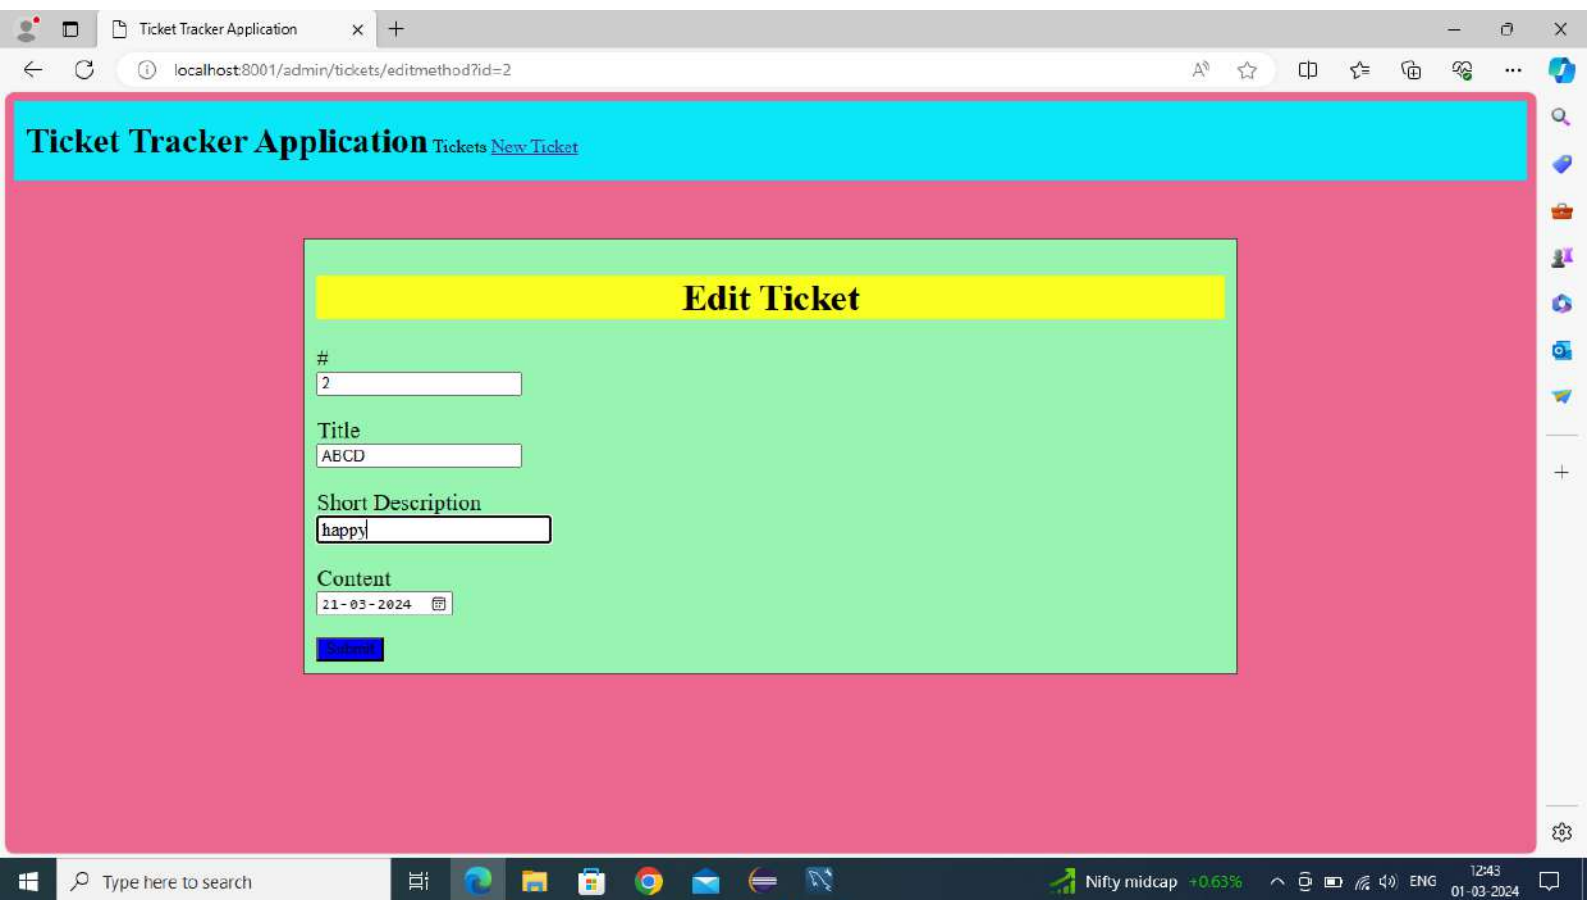 Ticket Tracker Application
localhost:8001/admin/tickets/editmethod?id=2
Ticket Tracker Application Tickets New Ticket
Edit Ticket
#
2
Title
ABCD
Short Description
happy
Content
21-03-2024
Submit
Type here to search
Nifty midcap +0.63%
ENG
12:43
01-03-2024